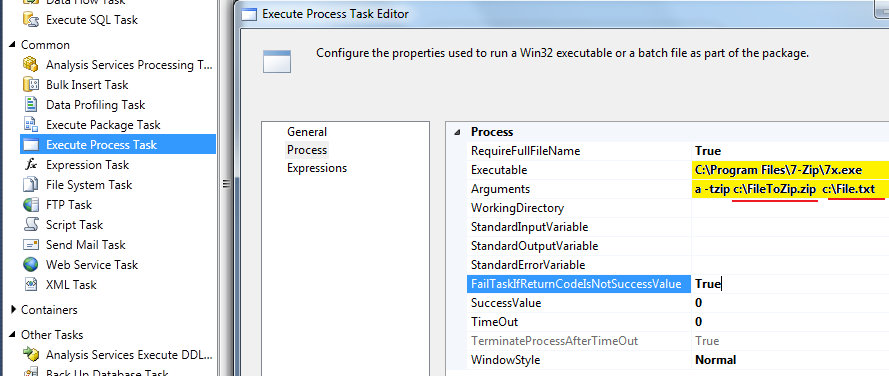 Data Flow Task
Execute SQL Task
Common
Analysis Services Processing T...
Bulk Insert Task
Data Profiling Task
Execute Package Task
Execute Process Task
Expression Task
File System Task
FTP Task
Script Task
Send Mail Task
Web Service Task
XML Task
Containers
Other Tasks
Analysis Services Execute DDL...
Back Up Database Task
Execute Process Task Editor
Configure the properties used to run a Win32 executable or a batch file as part of the package.
General
Process
Expressions
Process
RequireFullFileName True
Executable C:\Program Files\7-Zip\7x.exe
Arguments a -tzip c:\FileToZip.zip c:\File.txt
WorkingDirectory
StandardInputVariable
StandardOutputVariable
StandardErrorVariable
FailTaskIfReturnCodeIsNotSuccessValue True
SuccessValue 0
TimeOut 0
TerminateProcessAfterTimeOut True
WindowStyle Normal